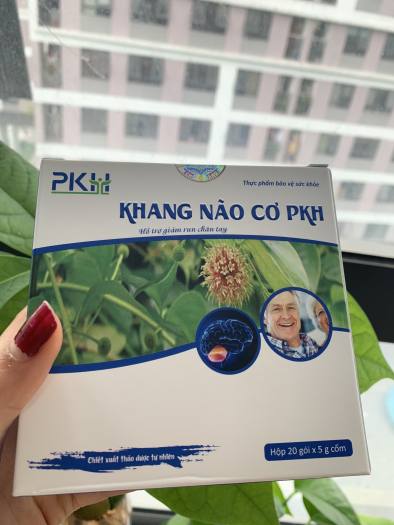 PKH
Thực phẩm bảo vệ sức khỏe
KHANG NÃO CƠ PKH
Hỗ trợ giảm run chân tay
Chiết xuất thảo dược tự nhiên
Hộp 20 gói x 5 g cốm